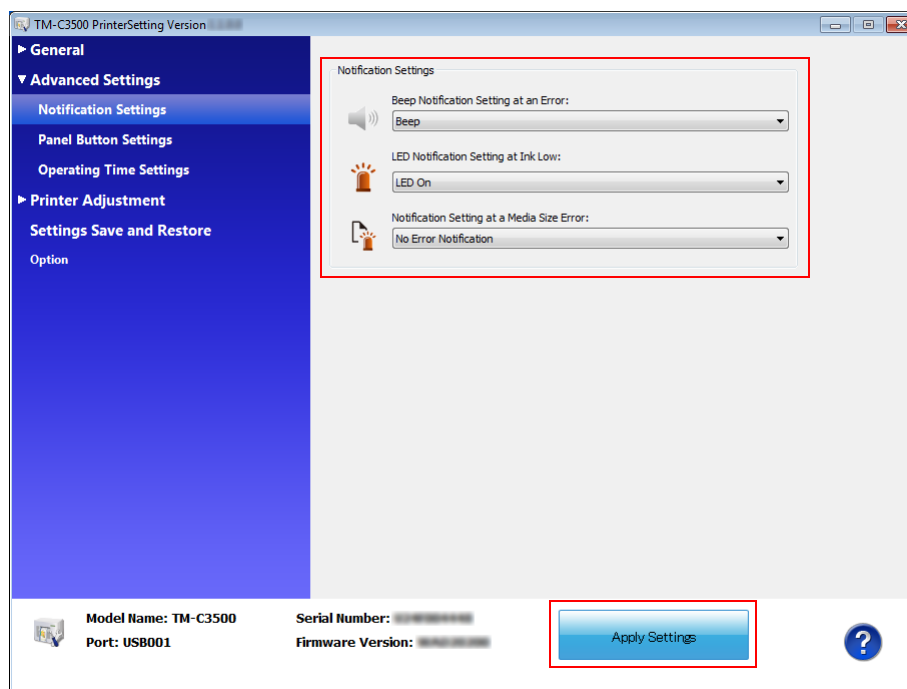 TM-C3500 PrinterSetting Version
General
Advanced Settings
Notification Settings
Panel Button Settings
Operating Time Settings
Printer Adjustment
Settings Save and Restore
Option
Notification Settings
Beep Notification Setting at an Error:
Beep
LED Notification Setting at Ink Low:
LED On
Notification Setting at a Media Size Error:
No Error Notification
Model Name: TM-C3500
Port: USB001
Serial Number:
Firmware Version:
Apply Settings
?